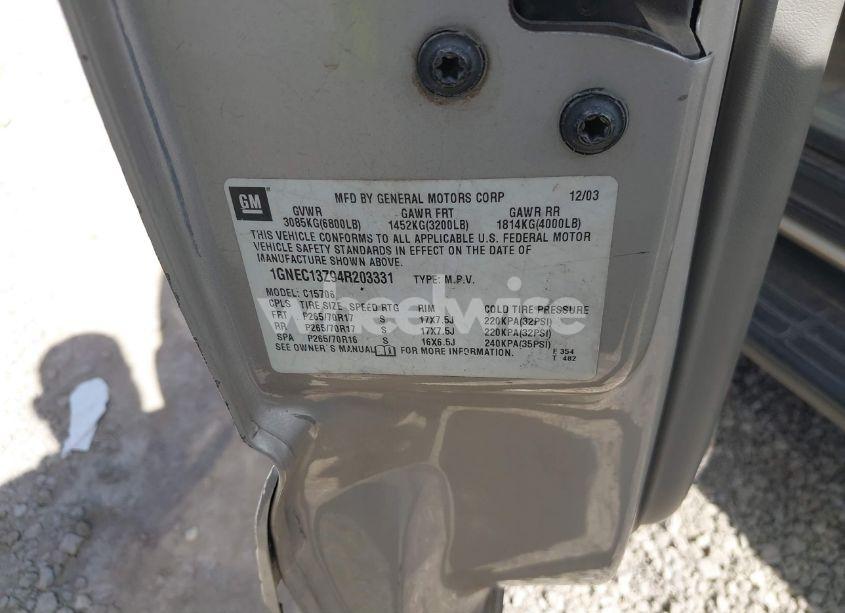 GM
MFD BY GENERAL MOTORS CORP 12/03
GVWR GAWR FRT GAWR RR
3085KG(6800LB) 1452KG(3200LB) 1814KG(4000LB)
THIS VEHICLE CONFORMS TO ALL APPLICABLE U.S. FEDERAL MOTOR
VEHICLE SAFETY STANDARDS IN EFFECT ON THE DATE OF
MANUFACTURE SHOWN ABOVE.
1GNEC13Z94R203331 TYPE: M.P.V.
MODEL: C15706
wheelwire
CPLS TIRE SIZE SPEED RTG RIM COLD TIRE PRESSURE
FRT P265/70R17 S 17X7.5J 220KPA(32PSI)
RR P265/70R17 S 17X7.5J 220KPA(32PSI)
SPA P265/70R16 S 16X6.5J 240KPA(35PSI)
SEE OWNER'S MANUAL FOR MORE INFORMATION.
F 354
T 482